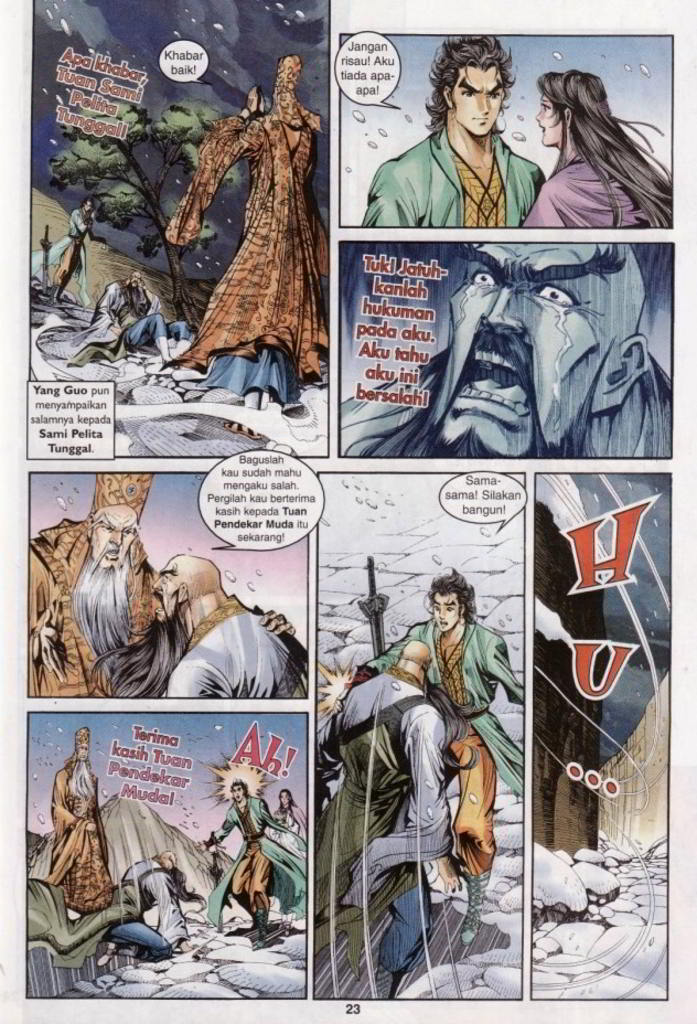 Apa khabar,
Tuan Sami
Pelita
Tunggal!
Khabar
baik!
Yang Guo pun
menyampaikan
salamnya kepada
Sami Pelita
Tunggal.
Jangan
risau! Aku
tiada apa-
apa!
Tuk! Jatuh-
kanlah
hukuman
pada aku.
Aku tahu
aku ini
bersalah!
Baguslah
kau sudah mahu
mengaku salah.
Pergilah kau berterima
kasih kepada Tuan
Pendekar Muda itu
sekarang!
Terima
kasih Tuan
Pendekar
Muda!
Ah!
Sama-
sama! Silakan
bangun!
HU...
23